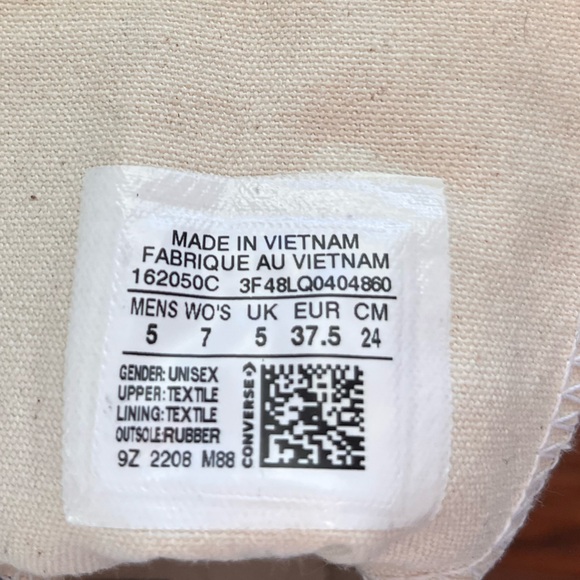 MADE IN VIETNAM
FABRIQUE AU VIETNAM
162050C 3F48LQ0404860
MENS WO'S UK EUR CM
5 7 5 37.5 24
GENDER: UNISEX
UPPER: TEXTILE
LINING: TEXTILE
OUTSOLE:RUBBER
9Z 2208 M88
CONVERSE